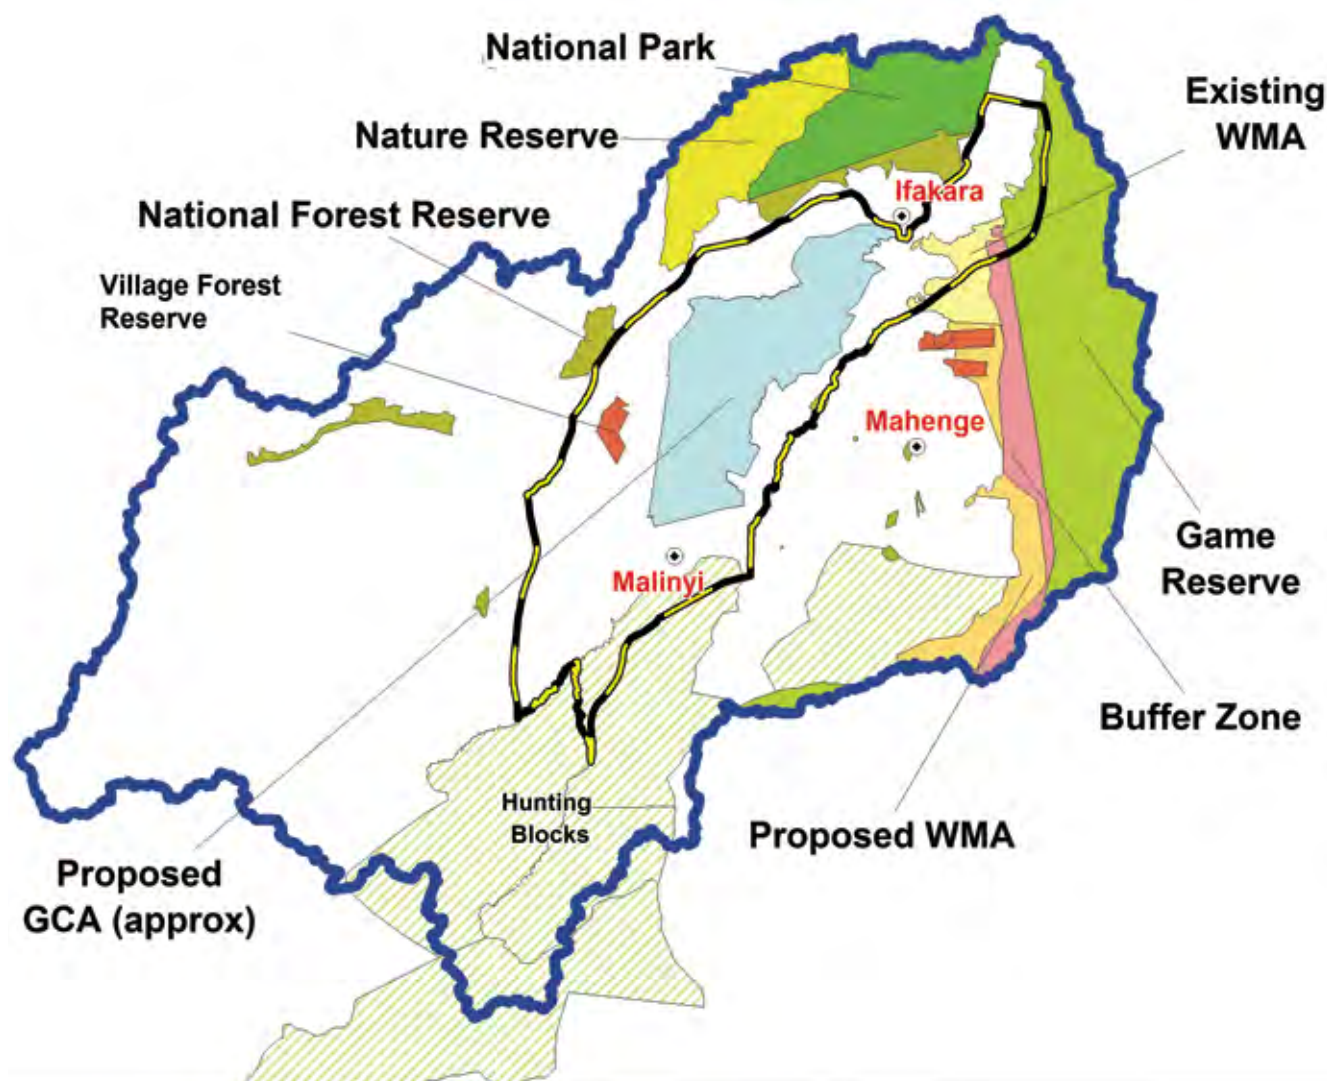 National Park
Existing
WMA
Nature Reserve
Ifakara
National Forest Reserve
Village Forest
Reserve
Mahenge
Game
Reserve
Malinyi
Buffer Zone
Hunting
Blocks
Proposed WMA
Proposed
GCA (approx)